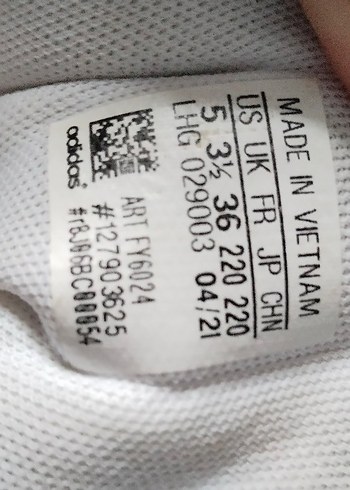 MADE IN VIETNAM
US UK FR JP CHN
5 3½ 36 220 220
LHG 029003 04/21
ART FY6024
#127903625
#r8J06SBC00054
adidas